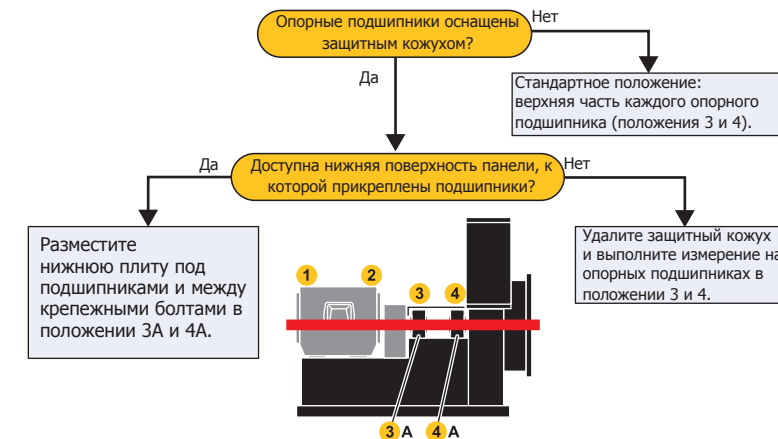 Опорные подшипники оснащены
защитным кожухом?
Нет
Да
Стандартное положение:
верхняя часть каждого опорного
подшипника (положения 3 и 4).
Да
Доступна нижняя поверхность панели, к
которой прикреплены подшипники?
Нет
Разместите
нижнюю плиту под
подшипниками и между
крепежными болтами в
положении 3А и 4А.
Удалите защитный кожух
и выполните измерение на
опорных подшипниках в
положении 3 и 4.
1
2
3
4
3 A
4 A